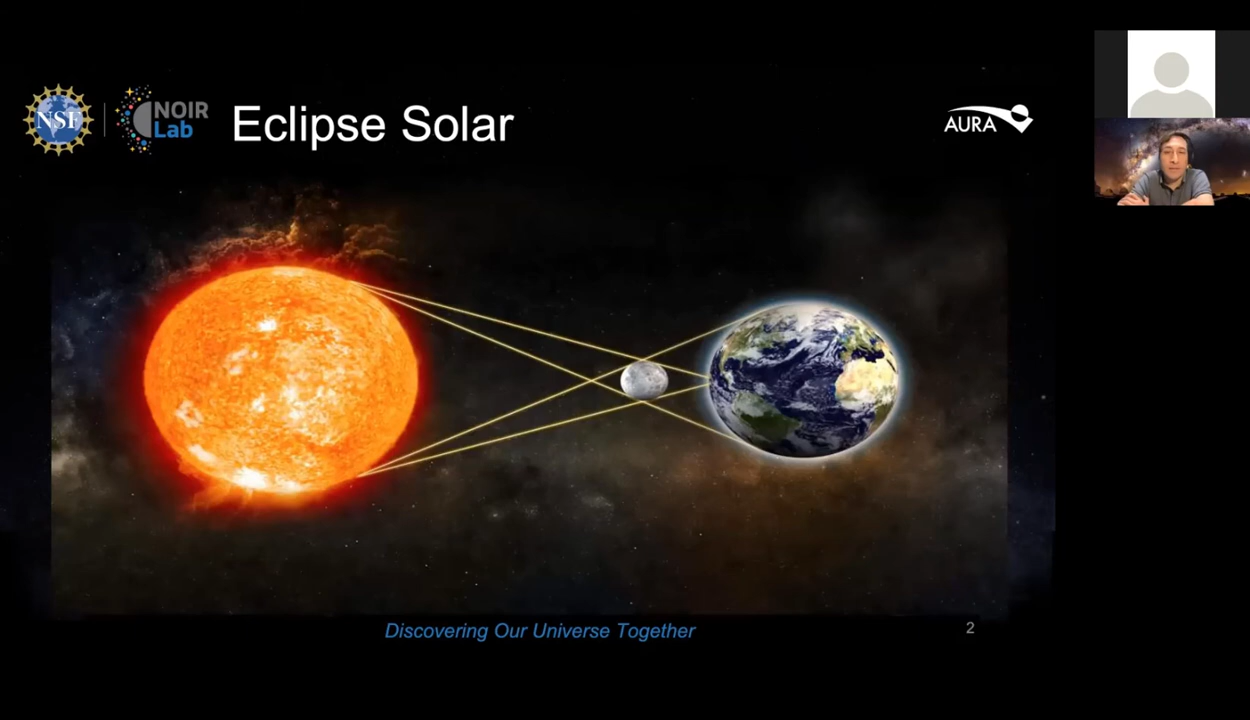 NSF
NOIR
Lab
Eclipse Solar
AURA
Discovering Our Universe Together
2